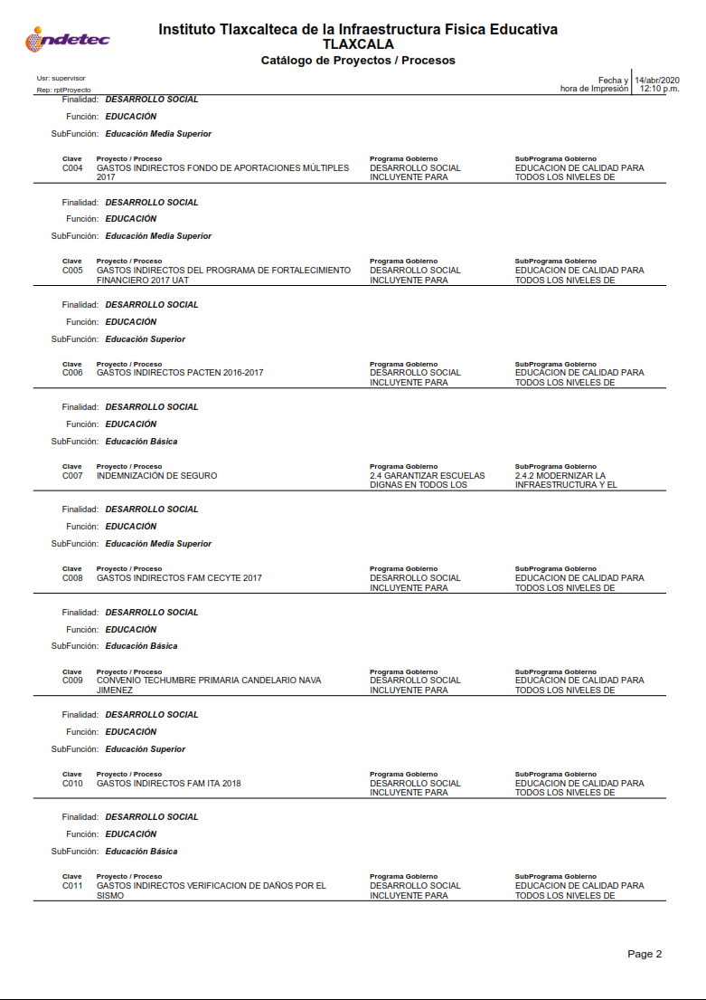 indetec
Instituto Tlaxcalteca de la Infraestructura Fisica Educativa
TLAXCALA
Catálogo de Proyectos / Procesos
Usr: supervisor
Rep: rptProyecto
Fecha y 14/abr/2020
hora de Impresión 12:10 p.m.
Finalidad: DESARROLLO SOCIAL
Función: EDUCACIÓN
SubFunción: Educación Media Superior
Clave Proyecto / Proceso Programa Gobierno SubPrograma Gobierno
C004 GASTOS INDIRECTOS FONDO DE APORTACIONES MÚLTIPLES DESARROLLO SOCIAL EDUCACION DE CALIDAD PARA
2017 INCLUYENTE PARA TODOS LOS NIVELES DE
Finalidad: DESARROLLO SOCIAL
Función: EDUCACIÓN
SubFunción: Educación Media Superior
Clave Proyecto / Proceso Programa Gobierno SubPrograma Gobierno
C005 GASTOS INDIRECTOS DEL PROGRAMA DE FORTALECIMIENTO DESARROLLO SOCIAL EDUCACION DE CALIDAD PARA
FINANCIERO 2017 UAT INCLUYENTE PARA TODOS LOS NIVELES DE
Finalidad: DESARROLLO SOCIAL
Función: EDUCACIÓN
SubFunción: Educación Superior
Clave Proyecto / Proceso Programa Gobierno SubPrograma Gobierno
C006 GASTOS INDIRECTOS PACTEN 2016-2017 DESARROLLO SOCIAL EDUCACION DE CALIDAD PARA
INCLUYENTE PARA TODOS LOS NIVELES DE
Finalidad: DESARROLLO SOCIAL
Función: EDUCACIÓN
SubFunción: Educación Básica
Clave Proyecto / Proceso Programa Gobierno SubPrograma Gobierno
C007 INDEMNIZACIÓN DE SEGURO 2.4 GARANTIZAR ESCUELAS 2.4.2 MODERNIZAR LA
DIGNAS EN TODOS LOS INFRAESTRUCTURA Y EL
Finalidad: DESARROLLO SOCIAL
Función: EDUCACIÓN
SubFunción: Educación Media Superior
Clave Proyecto / Proceso Programa Gobierno SubPrograma Gobierno
C008 GASTOS INDIRECTOS FAM CECYTE 2017 DESARROLLO SOCIAL EDUCACION DE CALIDAD PARA
INCLUYENTE PARA TODOS LOS NIVELES DE
Finalidad: DESARROLLO SOCIAL
Función: EDUCACIÓN
SubFunción: Educación Básica
Clave Proyecto / Proceso Programa Gobierno SubPrograma Gobierno
C009 CONVENIO TECHUMBRE PRIMARIA CANDELARIO NAVA DESARROLLO SOCIAL EDUCACION DE CALIDAD PARA
JIMENEZ INCLUYENTE PARA TODOS LOS NIVELES DE
Finalidad: DESARROLLO SOCIAL
Función: EDUCACIÓN
SubFunción: Educación Superior
Clave Proyecto / Proceso Programa Gobierno SubPrograma Gobierno
C010 GASTOS INDIRECTOS FAM ITA 2018 DESARROLLO SOCIAL EDUCACION DE CALIDAD PARA
INCLUYENTE PARA TODOS LOS NIVELES DE
Finalidad: DESARROLLO SOCIAL
Función: EDUCACIÓN
SubFunción: Educación Básica
Clave Proyecto / Proceso Programa Gobierno SubPrograma Gobierno
C011 GASTOS INDIRECTOS VERIFICACION DE DAÑOS POR EL DESARROLLO SOCIAL EDUCACION DE CALIDAD PARA
SISMO INCLUYENTE PARA TODOS LOS NIVELES DE
Page 2